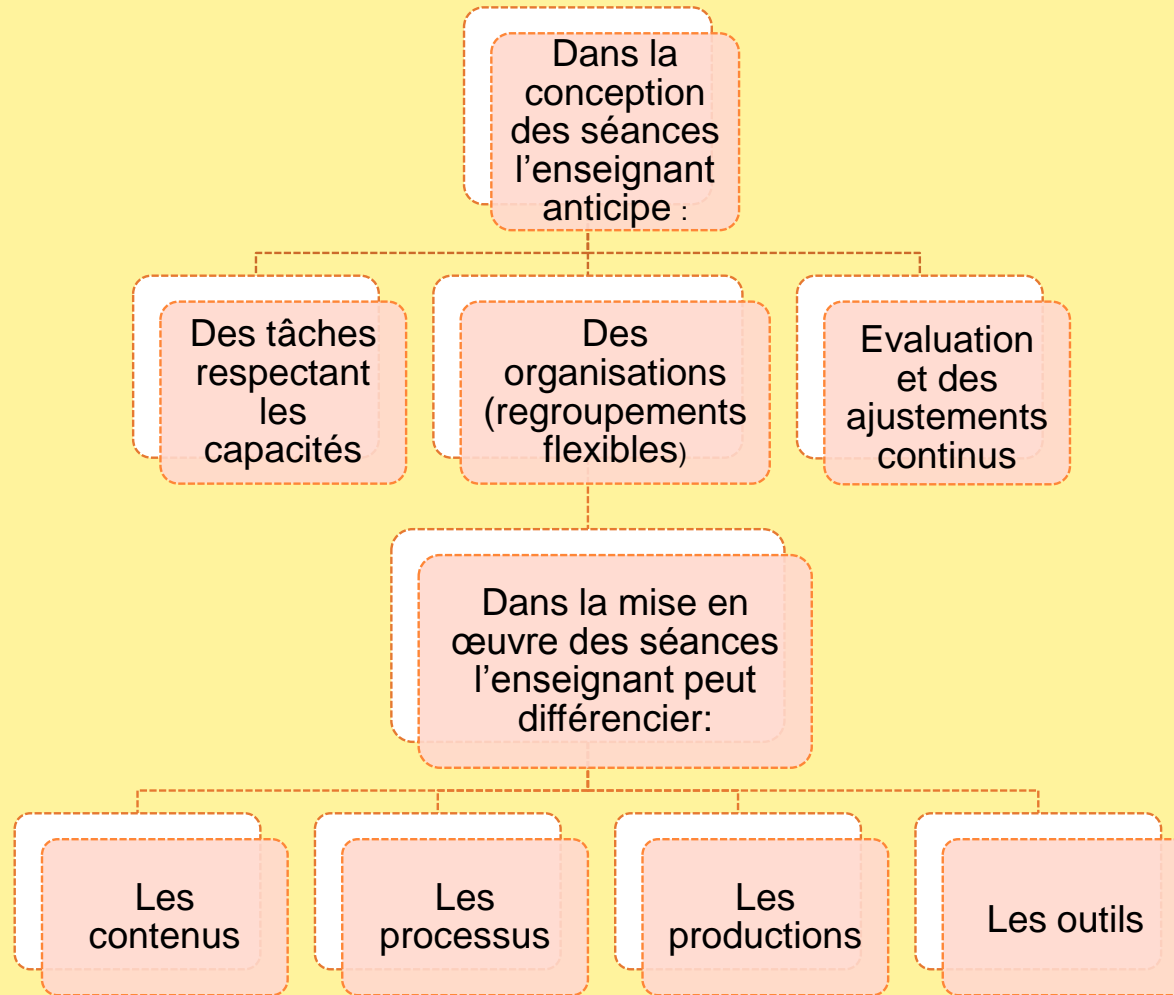 Dans la
conception
des séances
l’enseignant
anticipe :
Des tâches
respectant
les
capacités
Des
organisations
(regroupements
flexibles)
Evaluation
et des
ajustements
continus
Dans la mise en
œuvre des séances
l’enseignant peut
différencier:
Les
contenus
Les
processus
Les
productions
Les outils